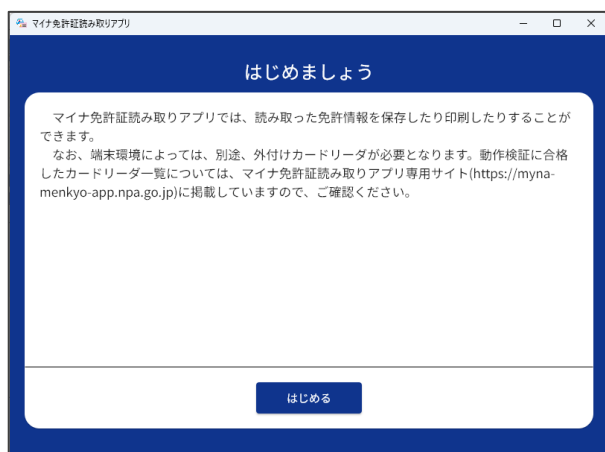 マイナ免許証読み取りアプリ
はじめましょう
マイナ免許証読み取りアプリでは、読み取った免許情報を保存したり印刷したりすることが
できます。
なお、端末環境によっては、別途、外付けカードリーダが必要となります。動作検証に合格
したカードリーダ一覧については、マイナ免許証読み取りアプリ専用サイト(https://myna-
menkyo-app.npa.go.jp)に掲載していますので、ご確認ください。
はじめる